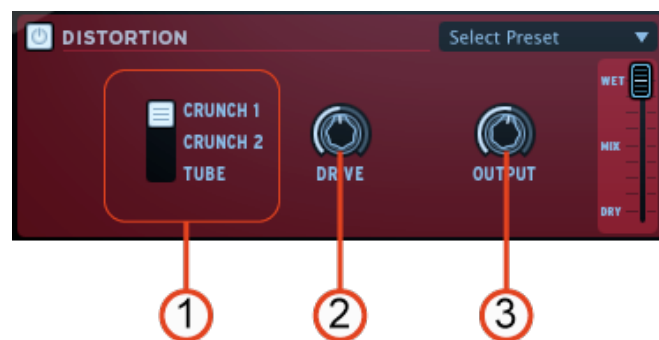 DISTORTION
Select Preset
CRUNCH 1
CRUNCH 2
TUBE
DRIVE
OUTPUT
WET
MIX
DRY
1
2
3